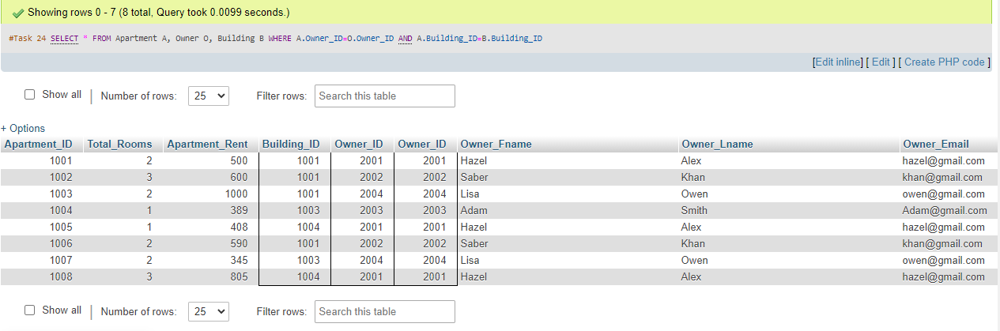 Showing rows 0 - 7 (8 total, Query took 0.0099 seconds.)
#Task 24 SELECT * FROM Apartment A, Owner O, Building B WHERE A.Owner_ID=O.Owner_ID AND A.Building_ID=B.Building_ID
[Edit inline] [ Edit ] [ Create PHP code ]
Show all | Number of rows: 25 Filter rows: Search this table
+ Options
Apartment_ID Total_Rooms Apartment_Rent Building_ID Owner_ID Owner_ID Owner_Fname Owner_Lname Owner_Email
1001 2 500 1001 2001 2001 Hazel Alex hazel@gmail.com
1002 3 600 1001 2002 2002 Saber Khan khan@gmail.com
1003 2 1000 1001 2004 2004 Lisa Owen owen@gmail.com
1004 1 389 1003 2003 2003 Adam Smith Adam@gmail.com
1005 1 408 1004 2001 2001 Hazel Alex hazel@gmail.com
1006 2 590 1001 2002 2002 Saber Khan khan@gmail.com
1007 2 345 1003 2004 2004 Lisa Owen owen@gmail.com
1008 3 805 1004 2001 2001 Hazel Alex hazel@gmail.com
Show all | Number of rows: 25 Filter rows: Search this table